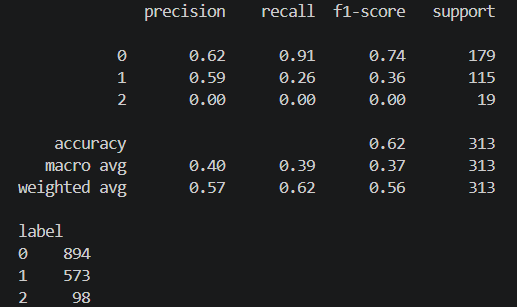 precision recall f1-score support
0 0.62 0.91 0.74 179
1 0.59 0.26 0.36 115
2 0.00 0.00 0.00 19
accuracy 0.62 313
macro avg 0.40 0.39 0.37 313
weighted avg 0.57 0.62 0.56 313
label
0 894
1 573
2 98